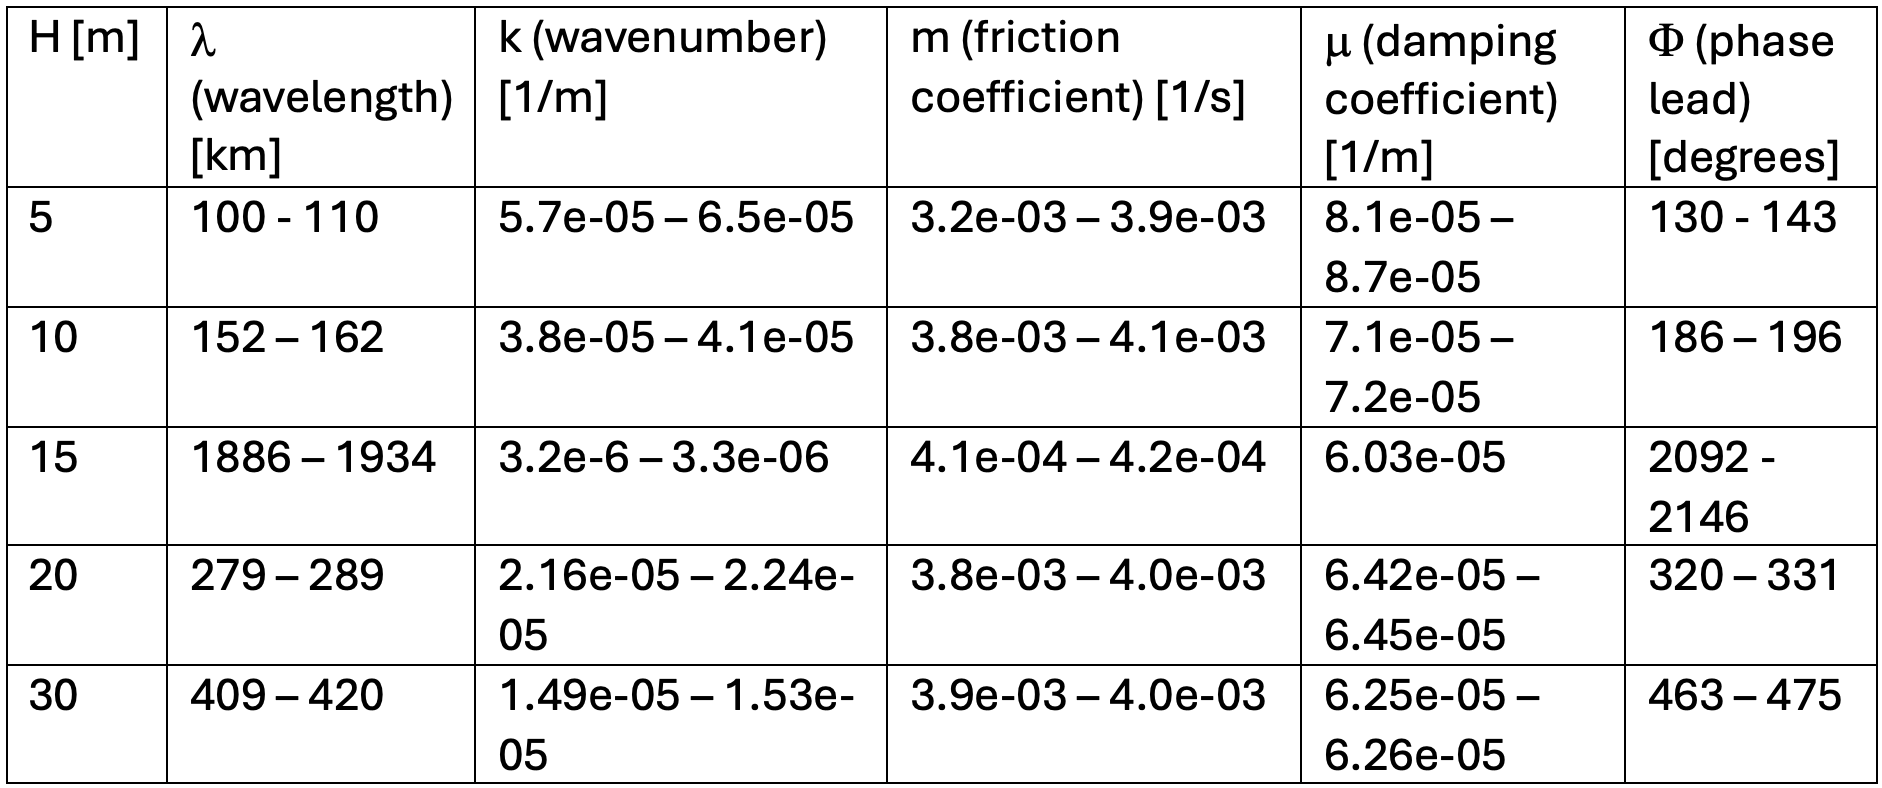 H [m] λ (wavelength) [km] k (wavenumber) [1/m] m (friction coefficient) [1/s] μ (damping coefficient) [1/m] Φ (phase lead) [degrees]
5 100 - 110 5.7e-05 – 6.5e-05 3.2e-03 – 3.9e-03 8.1e-05 – 8.7e-05 130 - 143
10 152 – 162 3.8e-05 – 4.1e-05 3.8e-03 – 4.1e-03 7.1e-05 – 7.2e-05 186 – 196
15 1886 – 1934 3.2e-6 – 3.3e-06 4.1e-04 – 4.2e-04 6.03e-05 2092 - 2146
20 279 – 289 2.16e-05 – 2.24e-05 3.8e-03 – 4.0e-03 6.42e-05 – 6.45e-05 320 – 331
30 409 – 420 1.49e-05 – 1.53e-05 3.9e-03 – 4.0e-03 6.25e-05 – 6.26e-05 463 – 475